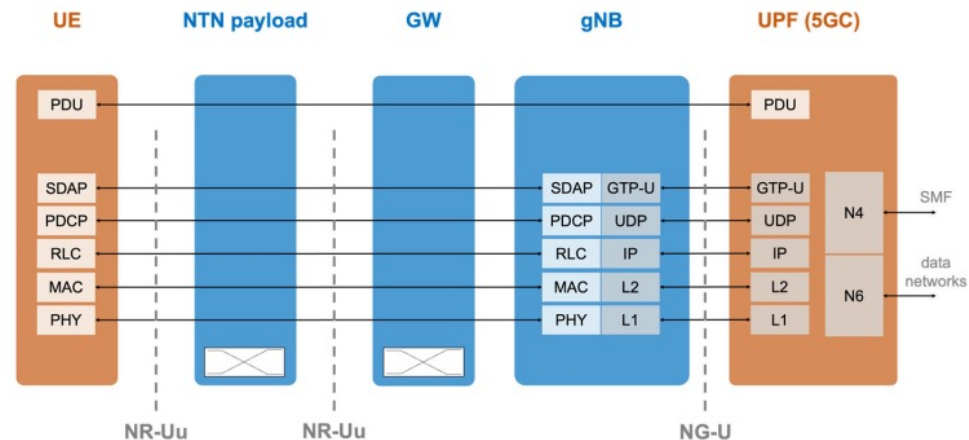 UE NTN payload GW gNB UPF (5GC)
PDU PDU
SDAP SDAP GTP-U GTP-U
PDCP PDCP UDP UDP N4 SMF
RLC RLC IP IP
MAC MAC L2 L2 N6 data
networks
PHY PHY L1 L1
NR-Uu NR-Uu NG-U